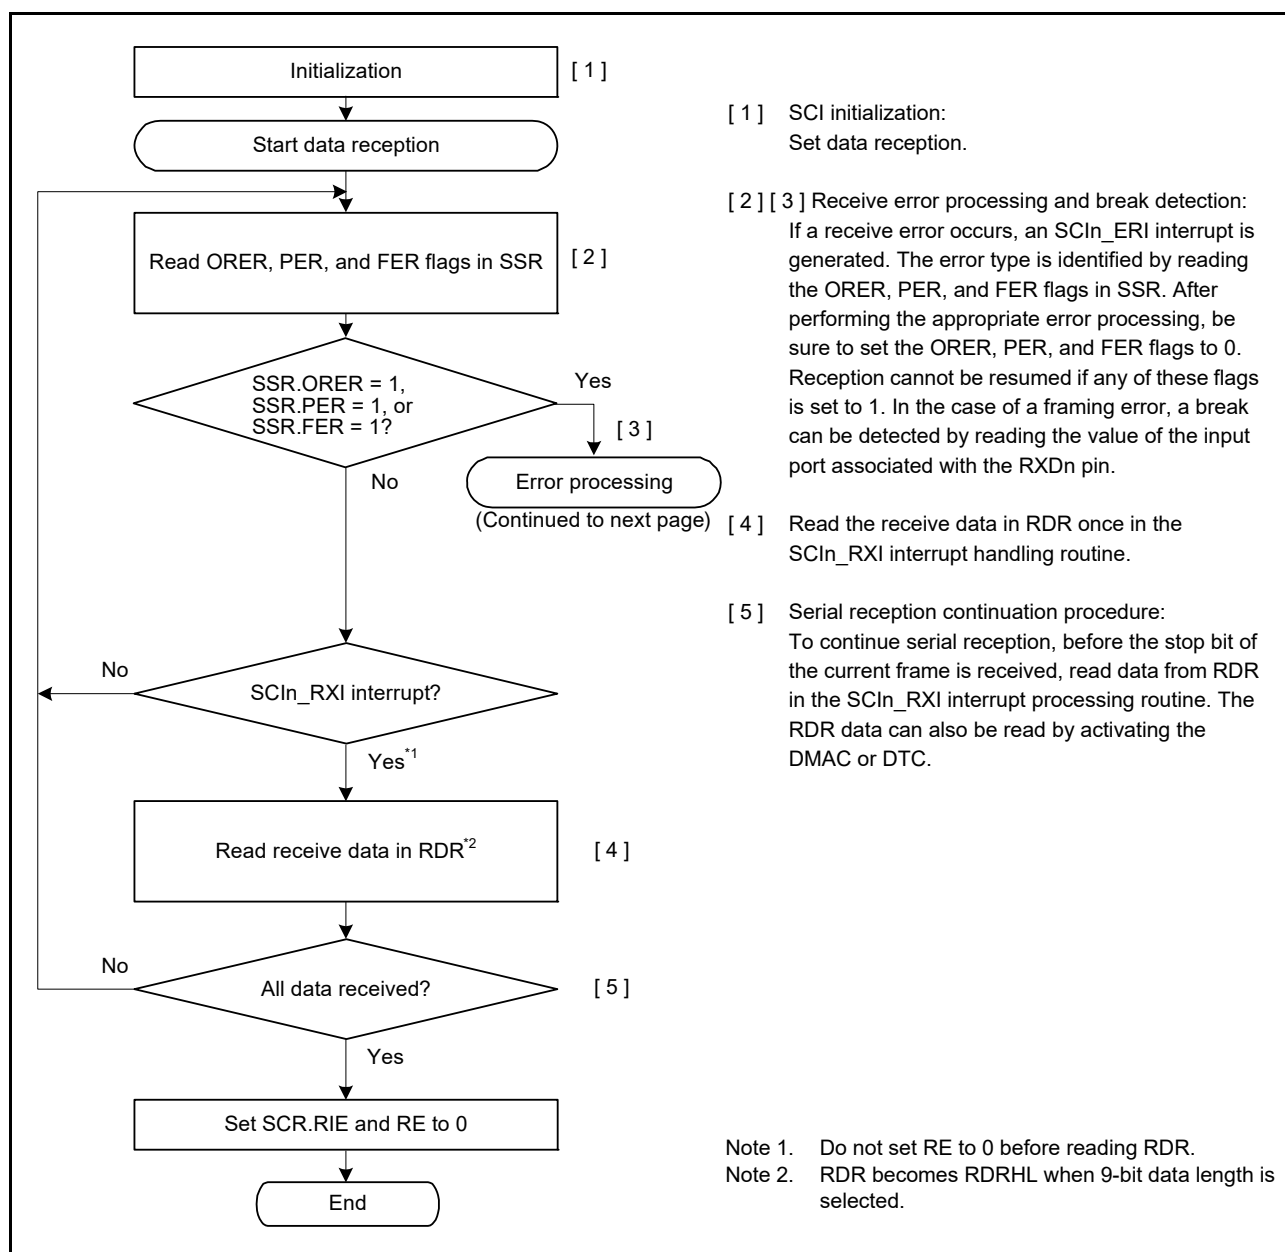 Initialization
[ 1 ]
Start data reception
Read ORER, PER, and FER flags in SSR
[ 2 ]
SSR.ORER = 1,
SSR.PER = 1, or
SSR.FER = 1?
Yes
[ 3 ]
No
Error processing
(Continued to next page)
No
SCIn_RXI interrupt?
Yes*1
Read receive data in RDR*2
[ 4 ]
No
All data received?
[ 5 ]
Yes
Set SCR.RIE and RE to 0
End
[ 1 ] SCI initialization:
Set data reception.
[ 2 ] [ 3 ] Receive error processing and break detection:
If a receive error occurs, an SCIn_ERI interrupt is
generated. The error type is identified by reading
the ORER, PER, and FER flags in SSR. After
performing the appropriate error processing, be
sure to set the ORER, PER, and FER flags to 0.
Reception cannot be resumed if any of these flags
is set to 1. In the case of a framing error, a break
can be detected by reading the value of the input
port associated with the RXDn pin.
[ 4 ] Read the receive data in RDR once in the
SCIn_RXI interrupt handling routine.
[ 5 ] Serial reception continuation procedure:
To continue serial reception, before the stop bit of
the current frame is received, read data from RDR
in the SCIn_RXI interrupt processing routine. The
RDR data can also be read by activating the
DMAC or DTC.
Note 1. Do not set RE to 0 before reading RDR.
Note 2. RDR becomes RDRHL when 9-bit data length is
selected.